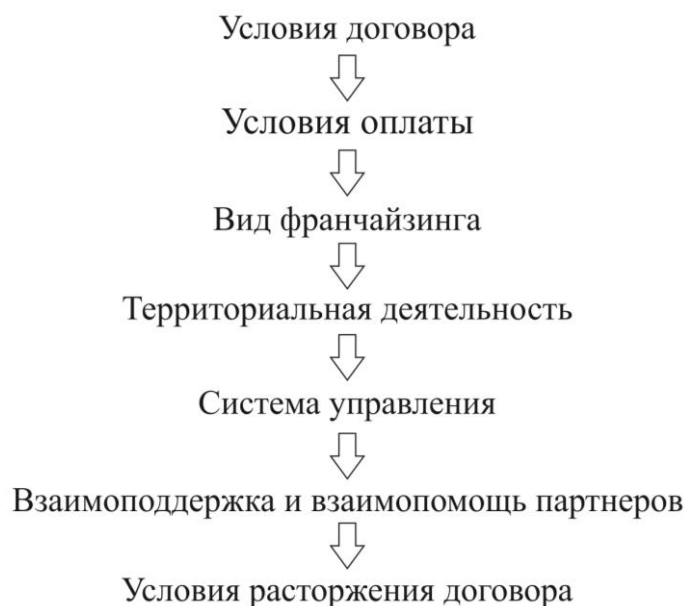 Условия договора
Условия оплаты
Вид франчайзинга
Территориальная деятельность
Система управления
Взаимоподдержка и взаимопомощь партнеров
Условия расторжения договора